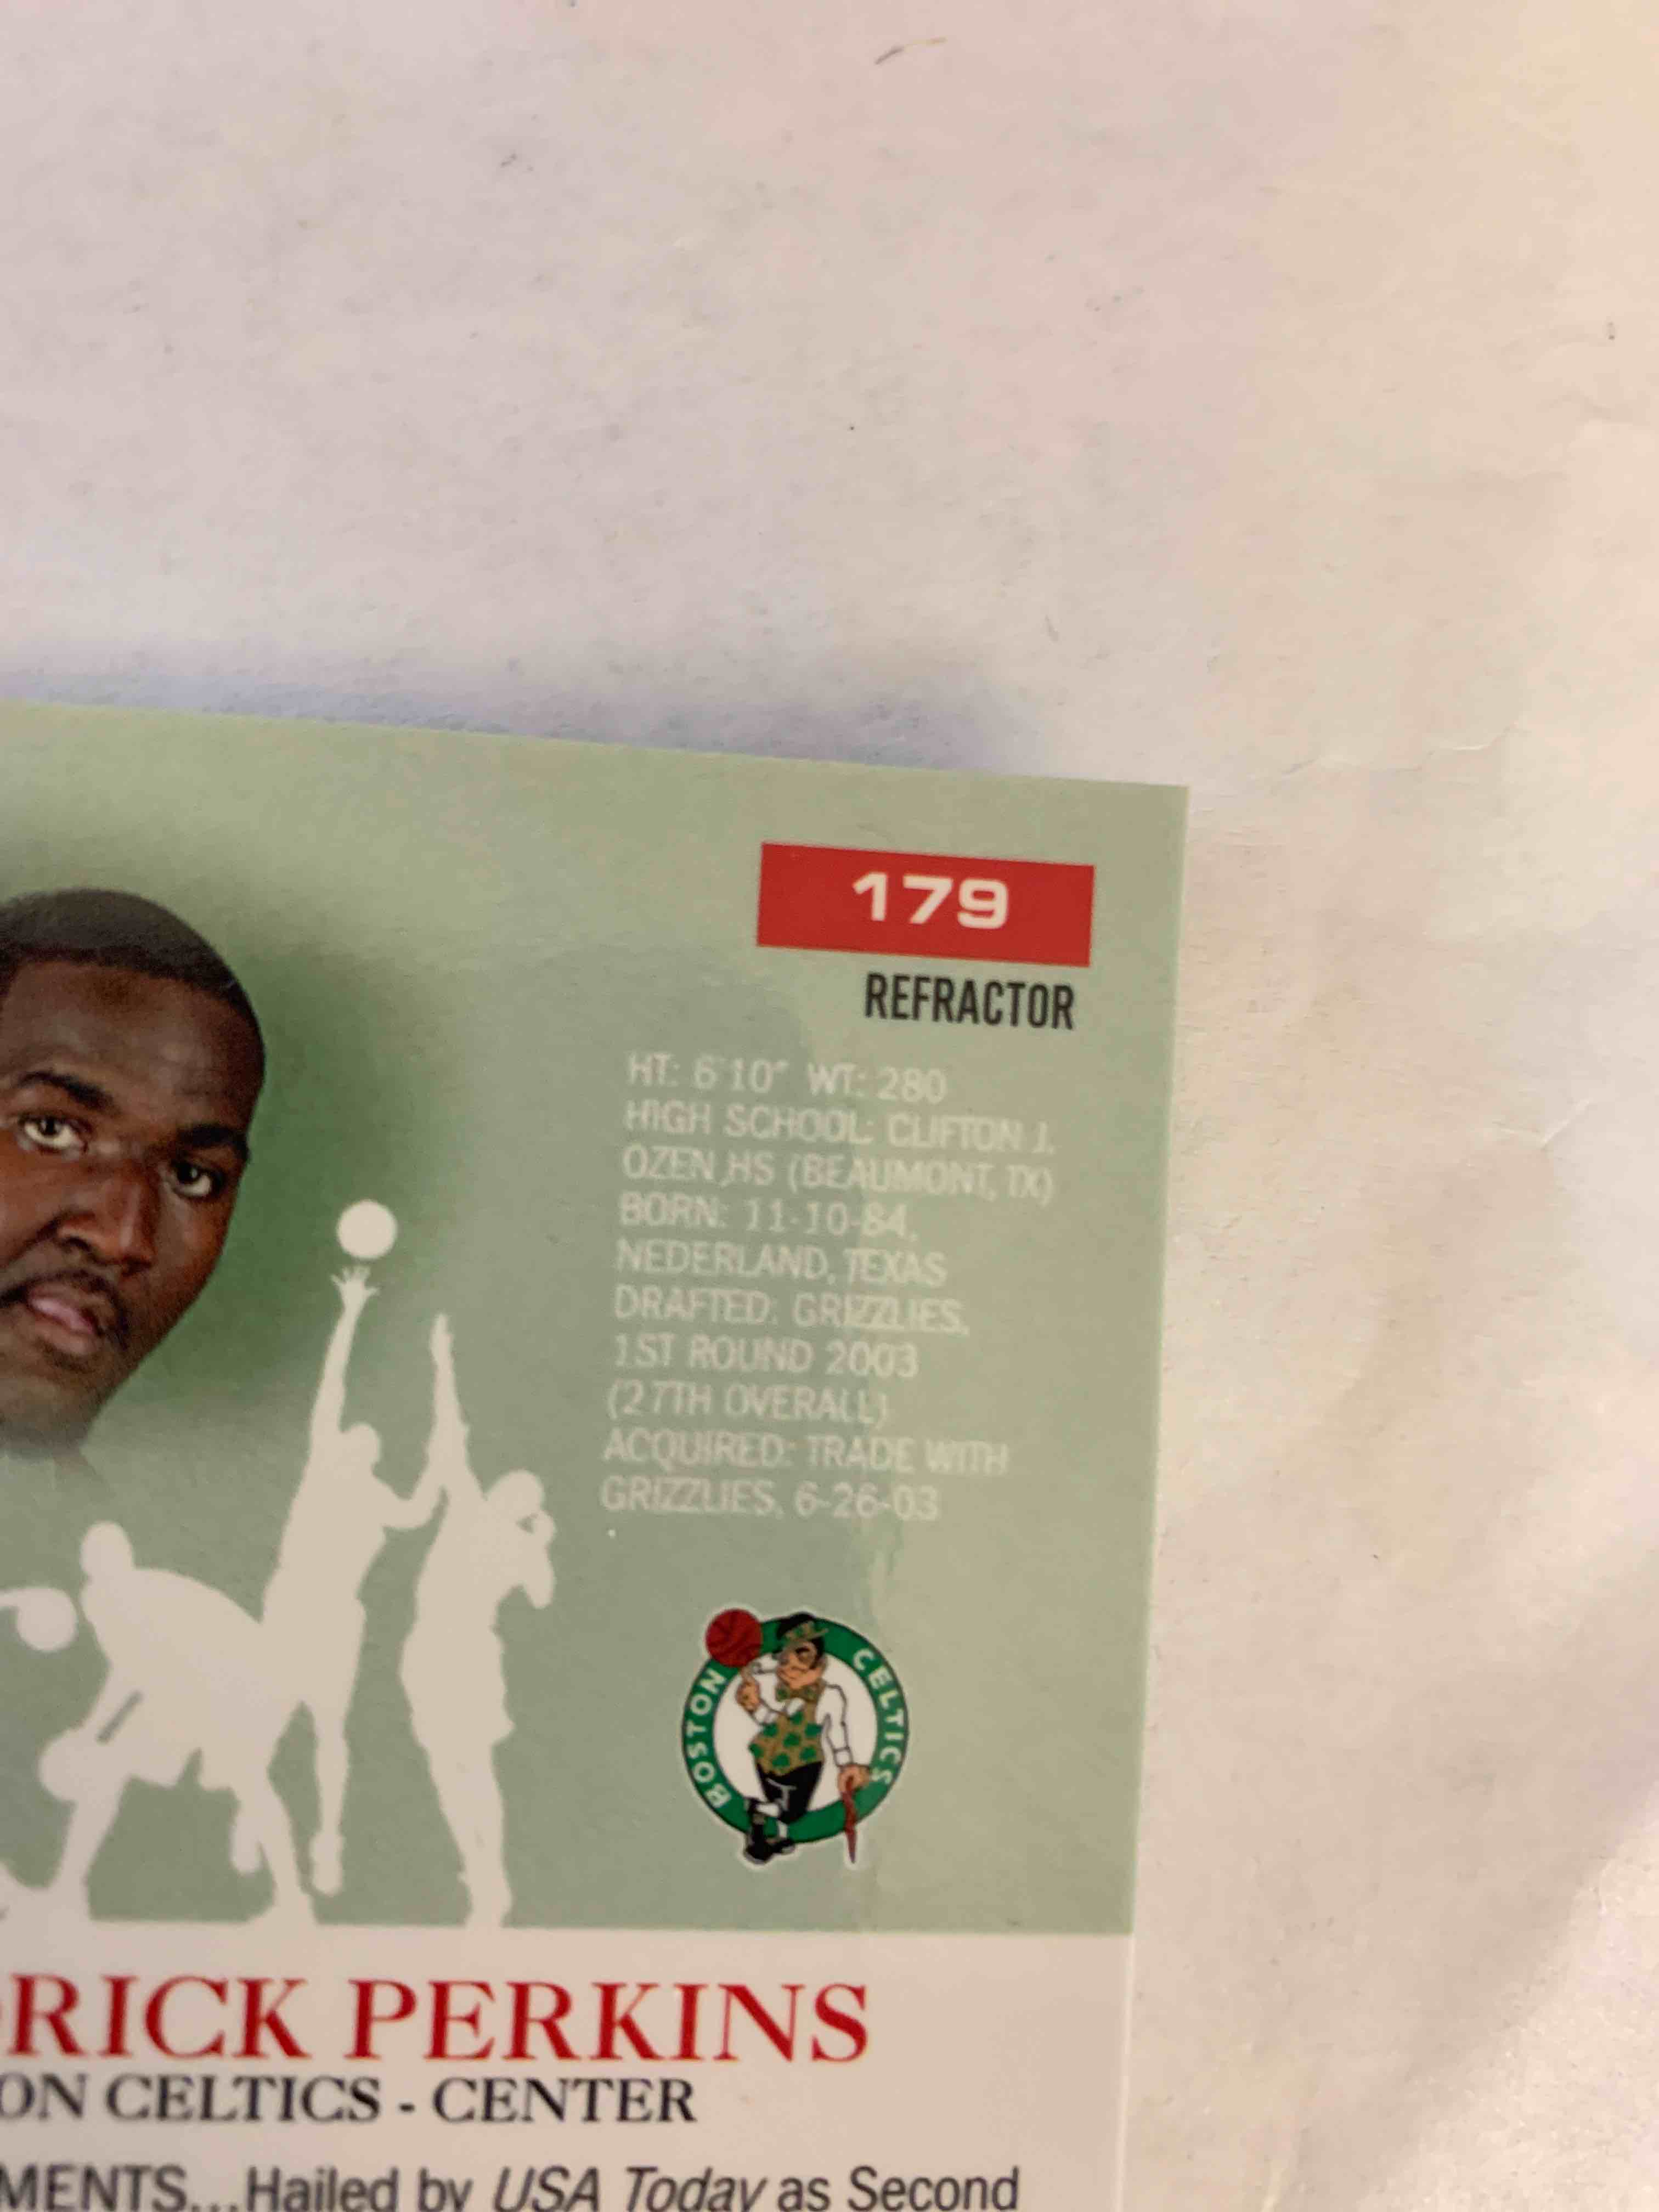 179
REFRACTOR
HT: 6'10" WT: 280
HIGH SCHOOL: CLIFTON J.
OZEN HS (BEAUMONT, TX)
BORN: 11-10-84,
NEDERLAND, TEXAS
DRAFTED: GRIZZLIES,
1ST ROUND 2003
(27TH OVERALL)
ACQUIRED: TRADE WITH
GRIZZLIES, 6-26-03
BOSTON CELTICS
DRICK PERKINS
ON CELTICS - CENTER
MENTS...Hailed by USA Today as Second